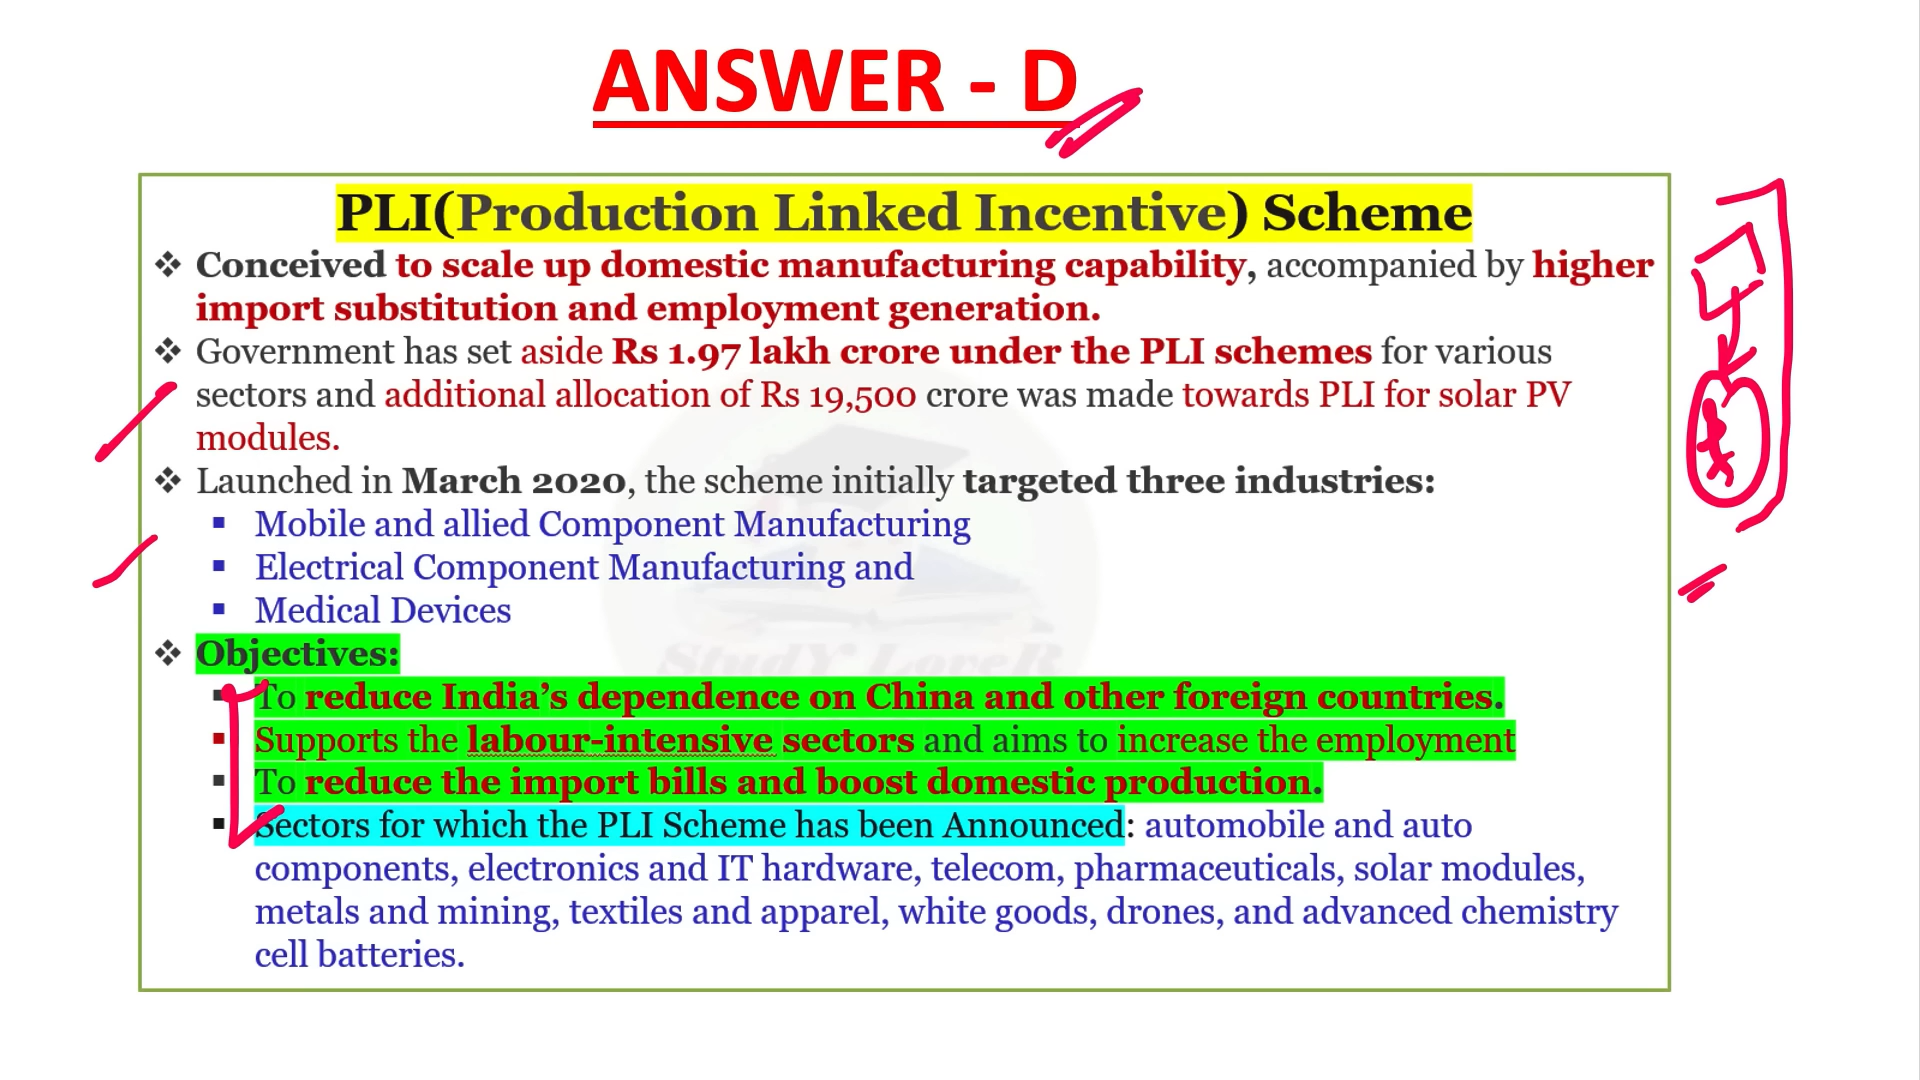 ANSWER - D
PLI(Production Linked Incentive) Scheme
❖ Conceived to scale up domestic manufacturing capability, accompanied by higher
import substitution and employment generation.
❖ Government has set aside Rs 1.97 lakh crore under the PLI schemes for various
sectors and additional allocation of Rs 19,500 crore was made towards PLI for solar PV
modules.
❖ Launched in March 2020, the scheme initially targeted three industries:
▪ Mobile and allied Component Manufacturing
▪ Electrical Component Manufacturing and
▪ Medical Devices
❖ Objectives:
▪ To reduce India’s dependence on China and other foreign countries.
▪ Supports the labour-intensive sectors and aims to increase the employment
▪ To reduce the import bills and boost domestic production.
▪ Sectors for which the PLI Scheme has been Announced: automobile and auto
components, electronics and IT hardware, telecom, pharmaceuticals, solar modules,
metals and mining, textiles and apparel, white goods, drones, and advanced chemistry
cell batteries.
StudY LoveR